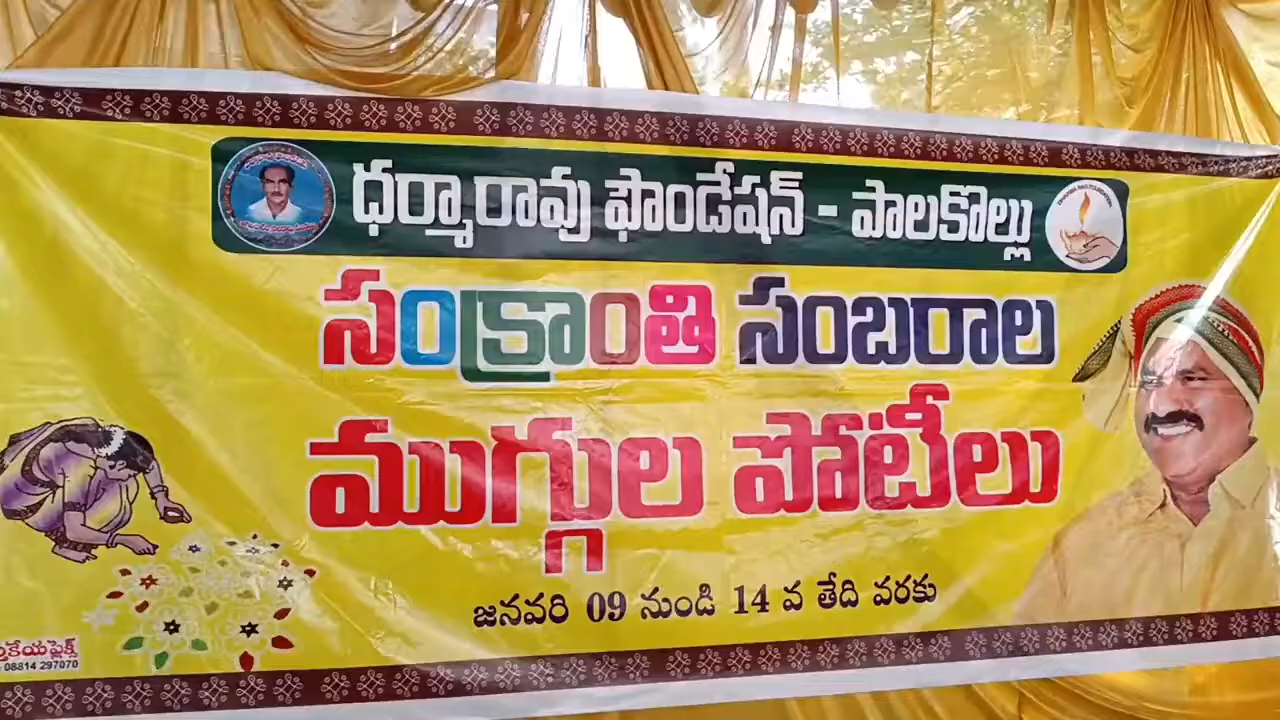 ధర్మారావు ఫౌండేషన్ - పాలకొల్లు
సంక్రాంతి సంబరాల
ముగ్గుల పోటీలు
జనవరి 09 నుండి 14 వ తేది వరకు
08814 297070